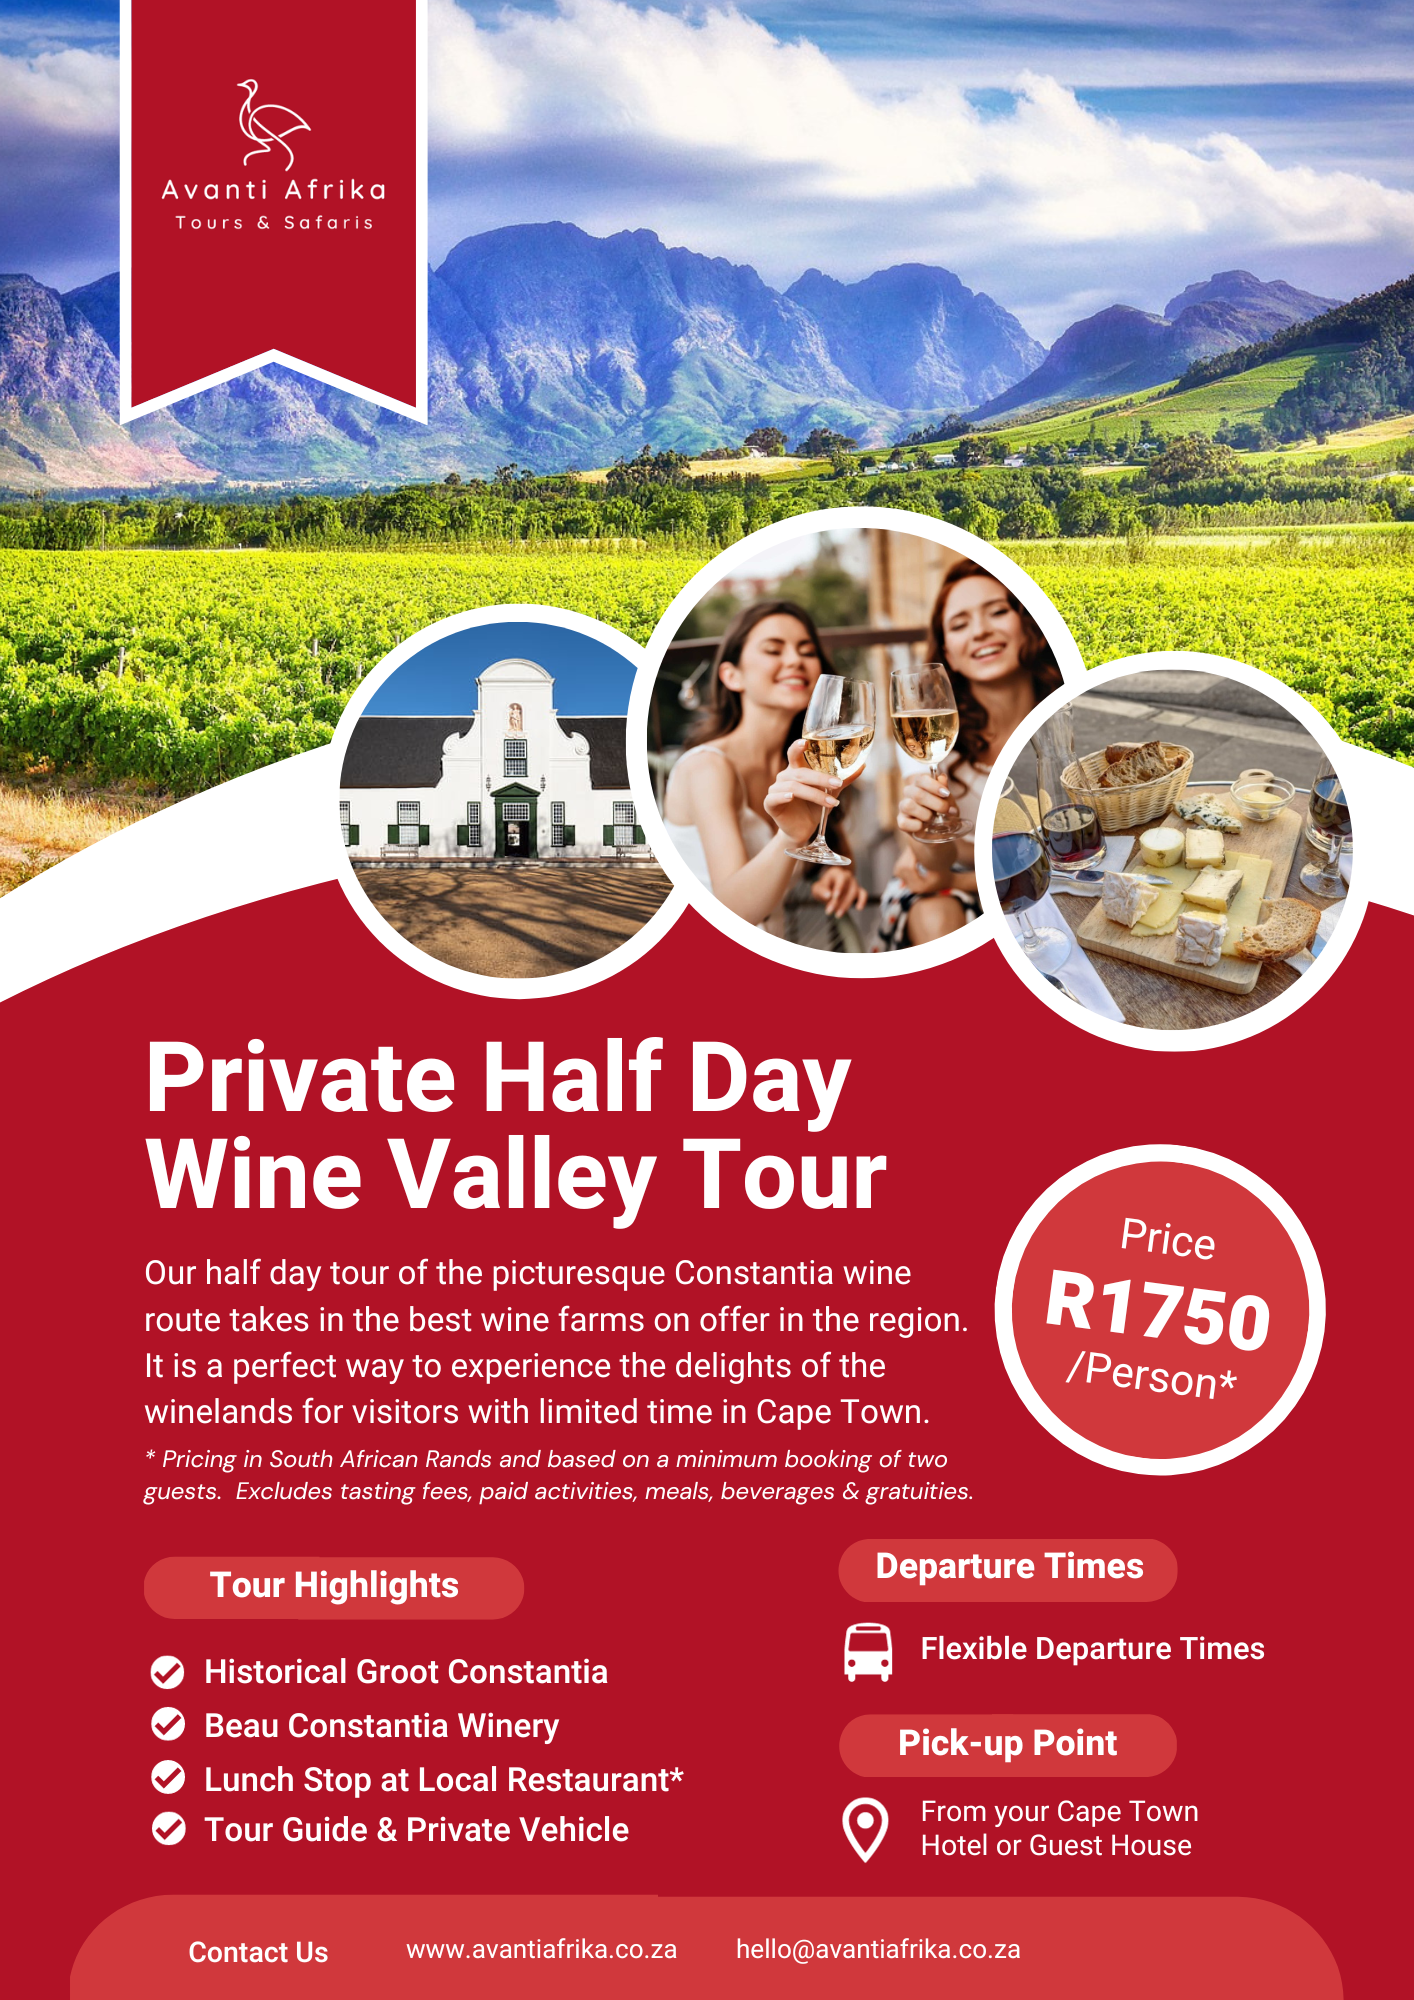 Avanti Afrika
Tours & Safaris
Private Half Day
Wine Valley Tour
Our half day tour of the picturesque Constantia wine
route takes in the best wine farms on offer in the region.
It is a perfect way to experience the delights of the
winelands for visitors with limited time in Cape Town.
* Pricing in South African Rands and based on a minimum booking of two
guests.  Excludes tasting fees, paid activities, meals, beverages & gratuities.
Price
R1750
/Person*
Tour Highlights
Historical Groot Constantia
Beau Constantia Winery
Lunch Stop at Local Restaurant*
Tour Guide & Private Vehicle
Departure Times
Flexible Departure Times
Pick-up Point
From your Cape Town
Hotel or Guest House
Contact Us
www.avantiafrika.co.za
hello@avantiafrika.co.za